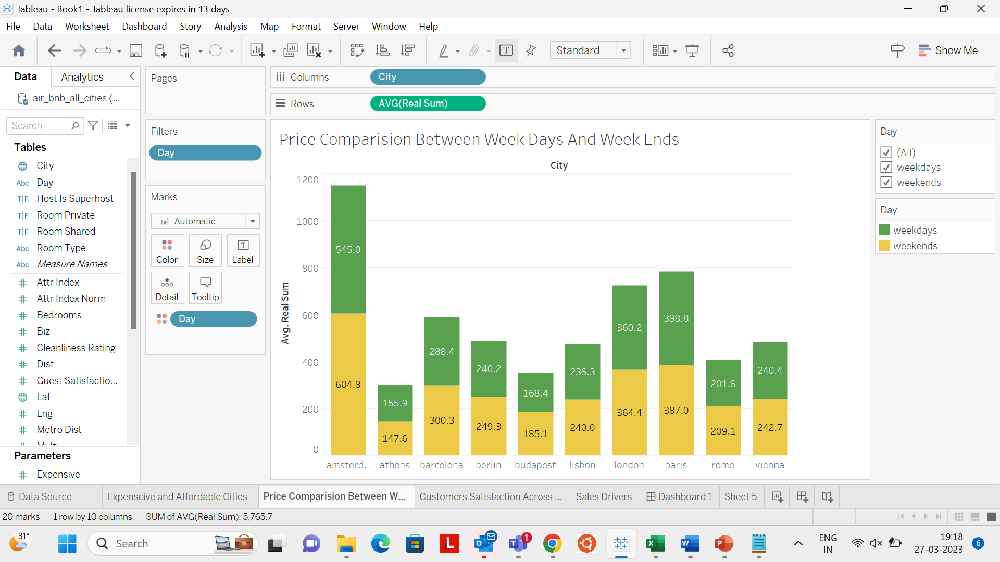 Tableau - Book1 - Tableau license expires in 13 days
File Data Worksheet Dashboard Story Analysis Map Format Server Window Help
Standard
Show Me
Data Analytics
air_bnb_all_cities (...
Search
Tables
City
Abc Day
T|F Host Is Superhost
T|F Room Private
T|F Room Shared
Abc Room Type
Abc Measure Names
Attr Index
Attr Index Norm
Bedrooms
Biz
Cleanliness Rating
Dist
Guest Satisfactio...
Lat
Lng
Metro Dist
Parameters
Expensive
Pages
Filters
Day
Marks
Automatic
Color Size Label
Detail Tooltip
Day
Columns City
Rows AVG(Real Sum)
Price Comparision Between Week Days And Week Ends
City
Avg. Real Sum
1200
1000
800
600
400
200
0
545.0
604.8
155.9
147.6
288.4
300.3
240.2
249.3
168.4
185.1
236.3
240.0
360.2
364.4
398.8
387.0
201.6
209.1
240.4
242.7
amsterd.. athens barcelona berlin budapest lisbon london paris rome vienna
Day
(All)
weekdays
weekends
Day
weekdays
weekends
Data Source Expenscive and Affordable Cities Price Comparision Between W... Customers Satisfaction Across ... Sales Drivers Dashboard 1 Sheet 5
20 marks 1 row by 10 columns SUM of AVG(Real Sum): 5,765.7
31°
Search
1
ENG
IN
19:18
27-03-2023
6